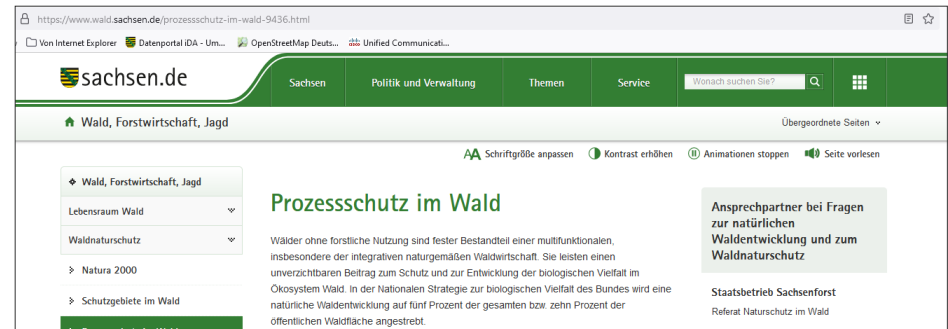 https://www.wald.sachsen.de/prozessschutz-im-wald-9436.html
Von Internet Explorer Datenportal iDA - Um... OpenStreetMap Deuts... Unified Communicati...
sachsen.de
Sachsen Politik und Verwaltung Themen Service Wonach suchen Sie?
Wald, Forstwirtschaft, Jagd
Übergeordnete Seiten
AA Schriftgröße anpassen Kontrast erhöhen Animationen stoppen Seite vorlesen
Wald, Forstwirtschaft, Jagd
Lebensraum Wald
Waldnaturschutz
Natura 2000
Schutzgebiete im Wald
Prozessschutz im Wald
Wälder ohne forstliche Nutzung sind fester Bestandteil einer multifunktionalen,
insbesondere der integrativen naturgemäßen Waldwirtschaft. Sie leisten einen
unverzichtbaren Beitrag zum Schutz und zur Entwicklung der biologischen Vielfalt im
Ökosystem Wald. In der Nationalen Strategie zur biologischen Vielfalt des Bundes wird eine
natürliche Waldentwicklung auf fünf Prozent der gesamten bzw. zehn Prozent der
öffentlichen Waldfläche angestrebt.
Ansprechpartner bei Fragen
zur natürlichen
Waldentwicklung und zum
Waldnaturschutz
Staatsbetrieb Sachsenforst
Referat Naturschutz im Wald